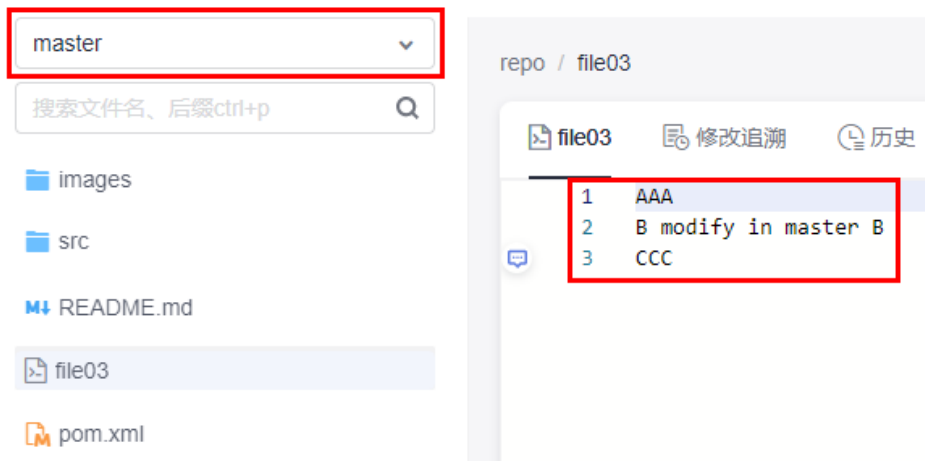 master
搜索文件名、后缀ctrl+p
images
src
M↓ README.md
file03
pom.xml
repo / file03
file03 修改追溯 历史
1 AAA
2 B modify in master B
3 CCC